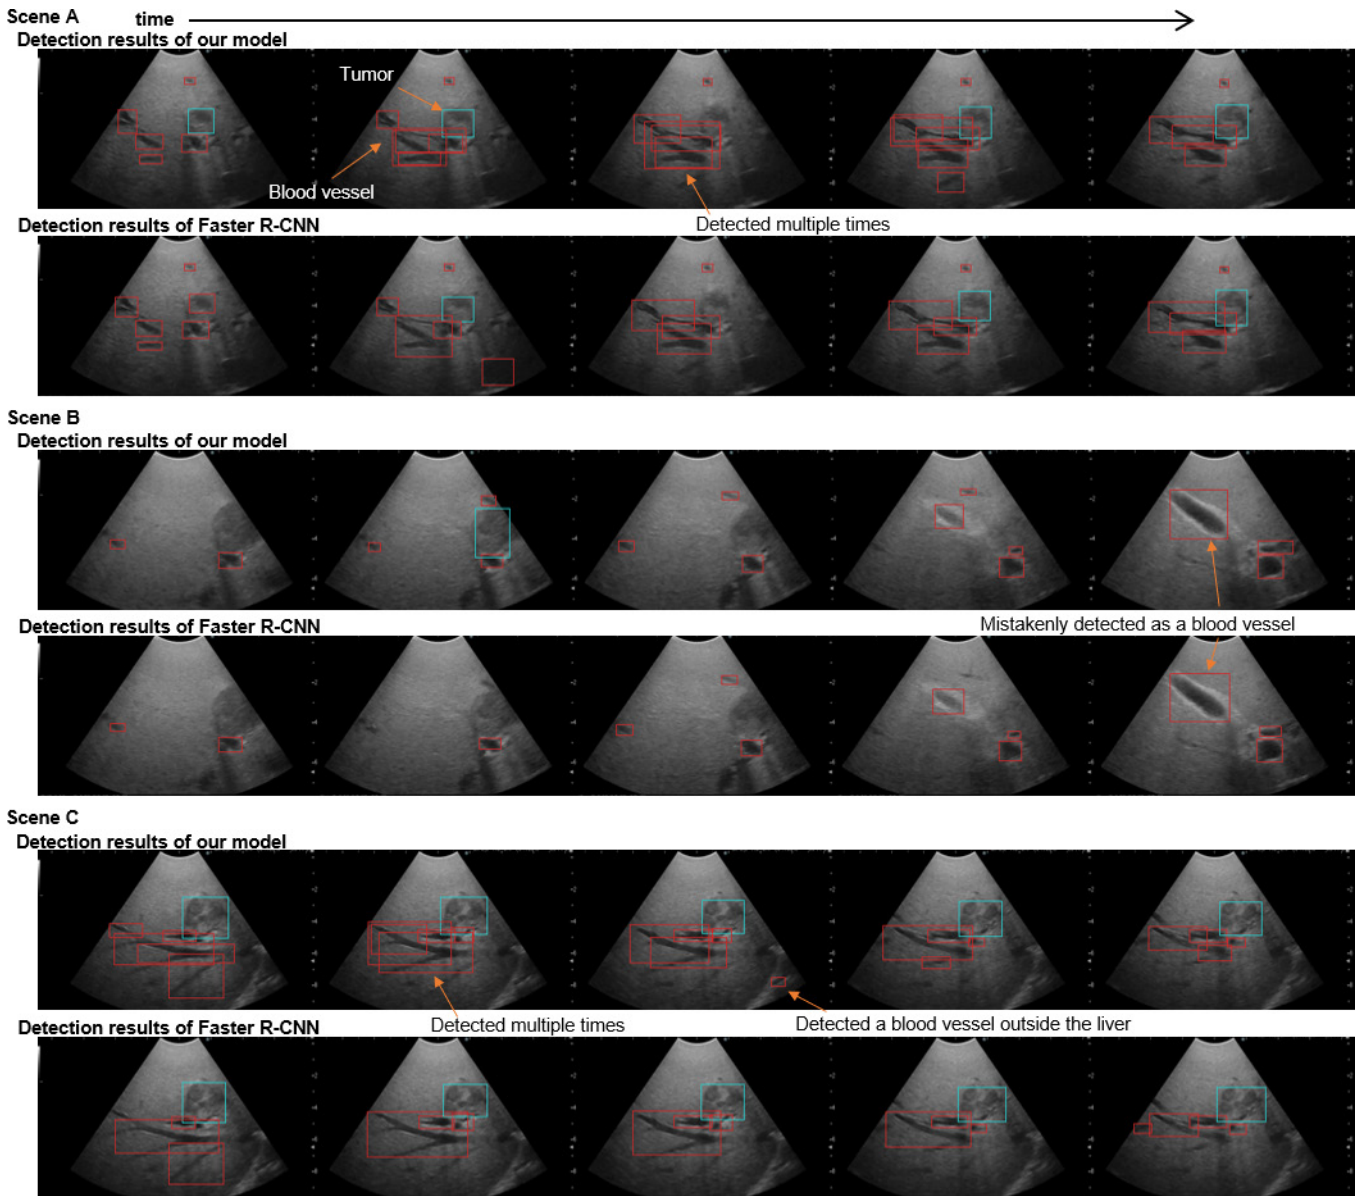 Scene A
time
Detection results of our model
Tumor
Blood vessel
Detected multiple times
Detection results of Faster R-CNN
Scene B
Detection results of our model
Detection results of Faster R-CNN
Mistakenly detected as a blood vessel
Scene C
Detection results of our model
Detection results of Faster R-CNN
Detected multiple times
Detected a blood vessel outside the liver